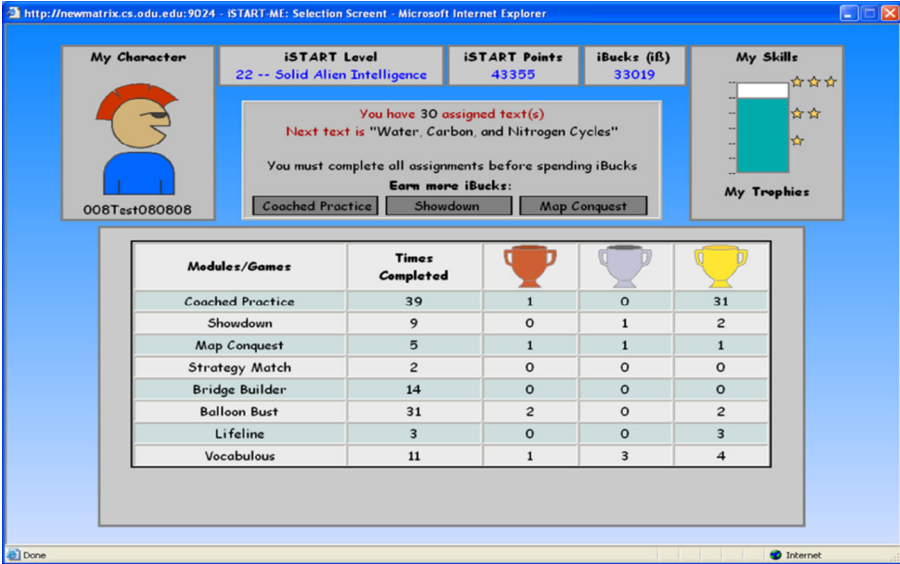 http://newmatrix.cs.odu.edu:9024 - iSTART-ME: Selection Screent - Microsoft Internet Explorer
My Character
iSTART Level
22 -- Solid Alien Intelligence
iSTART Points
43355
iBucks (iß)
33019
My Skills
You have 30 assigned text(s)
Next text is "Water, Carbon, and Nitrogen Cycles"
You must complete all assignments before spending iBucks
Earn more iBucks:
Coached Practice Showdown Map Conquest
008Test080808
My Trophies
Modules/Games Times Completed
Coached Practice 39 1 0 31
Showdown 9 0 1 2
Map Conquest 5 1 1 1
Strategy Match 2 0 0 0
Bridge Builder 14 0 0 0
Balloon Bust 31 2 0 2
Lifeline 3 0 0 3
Vocabulous 11 1 3 4
Done Internet